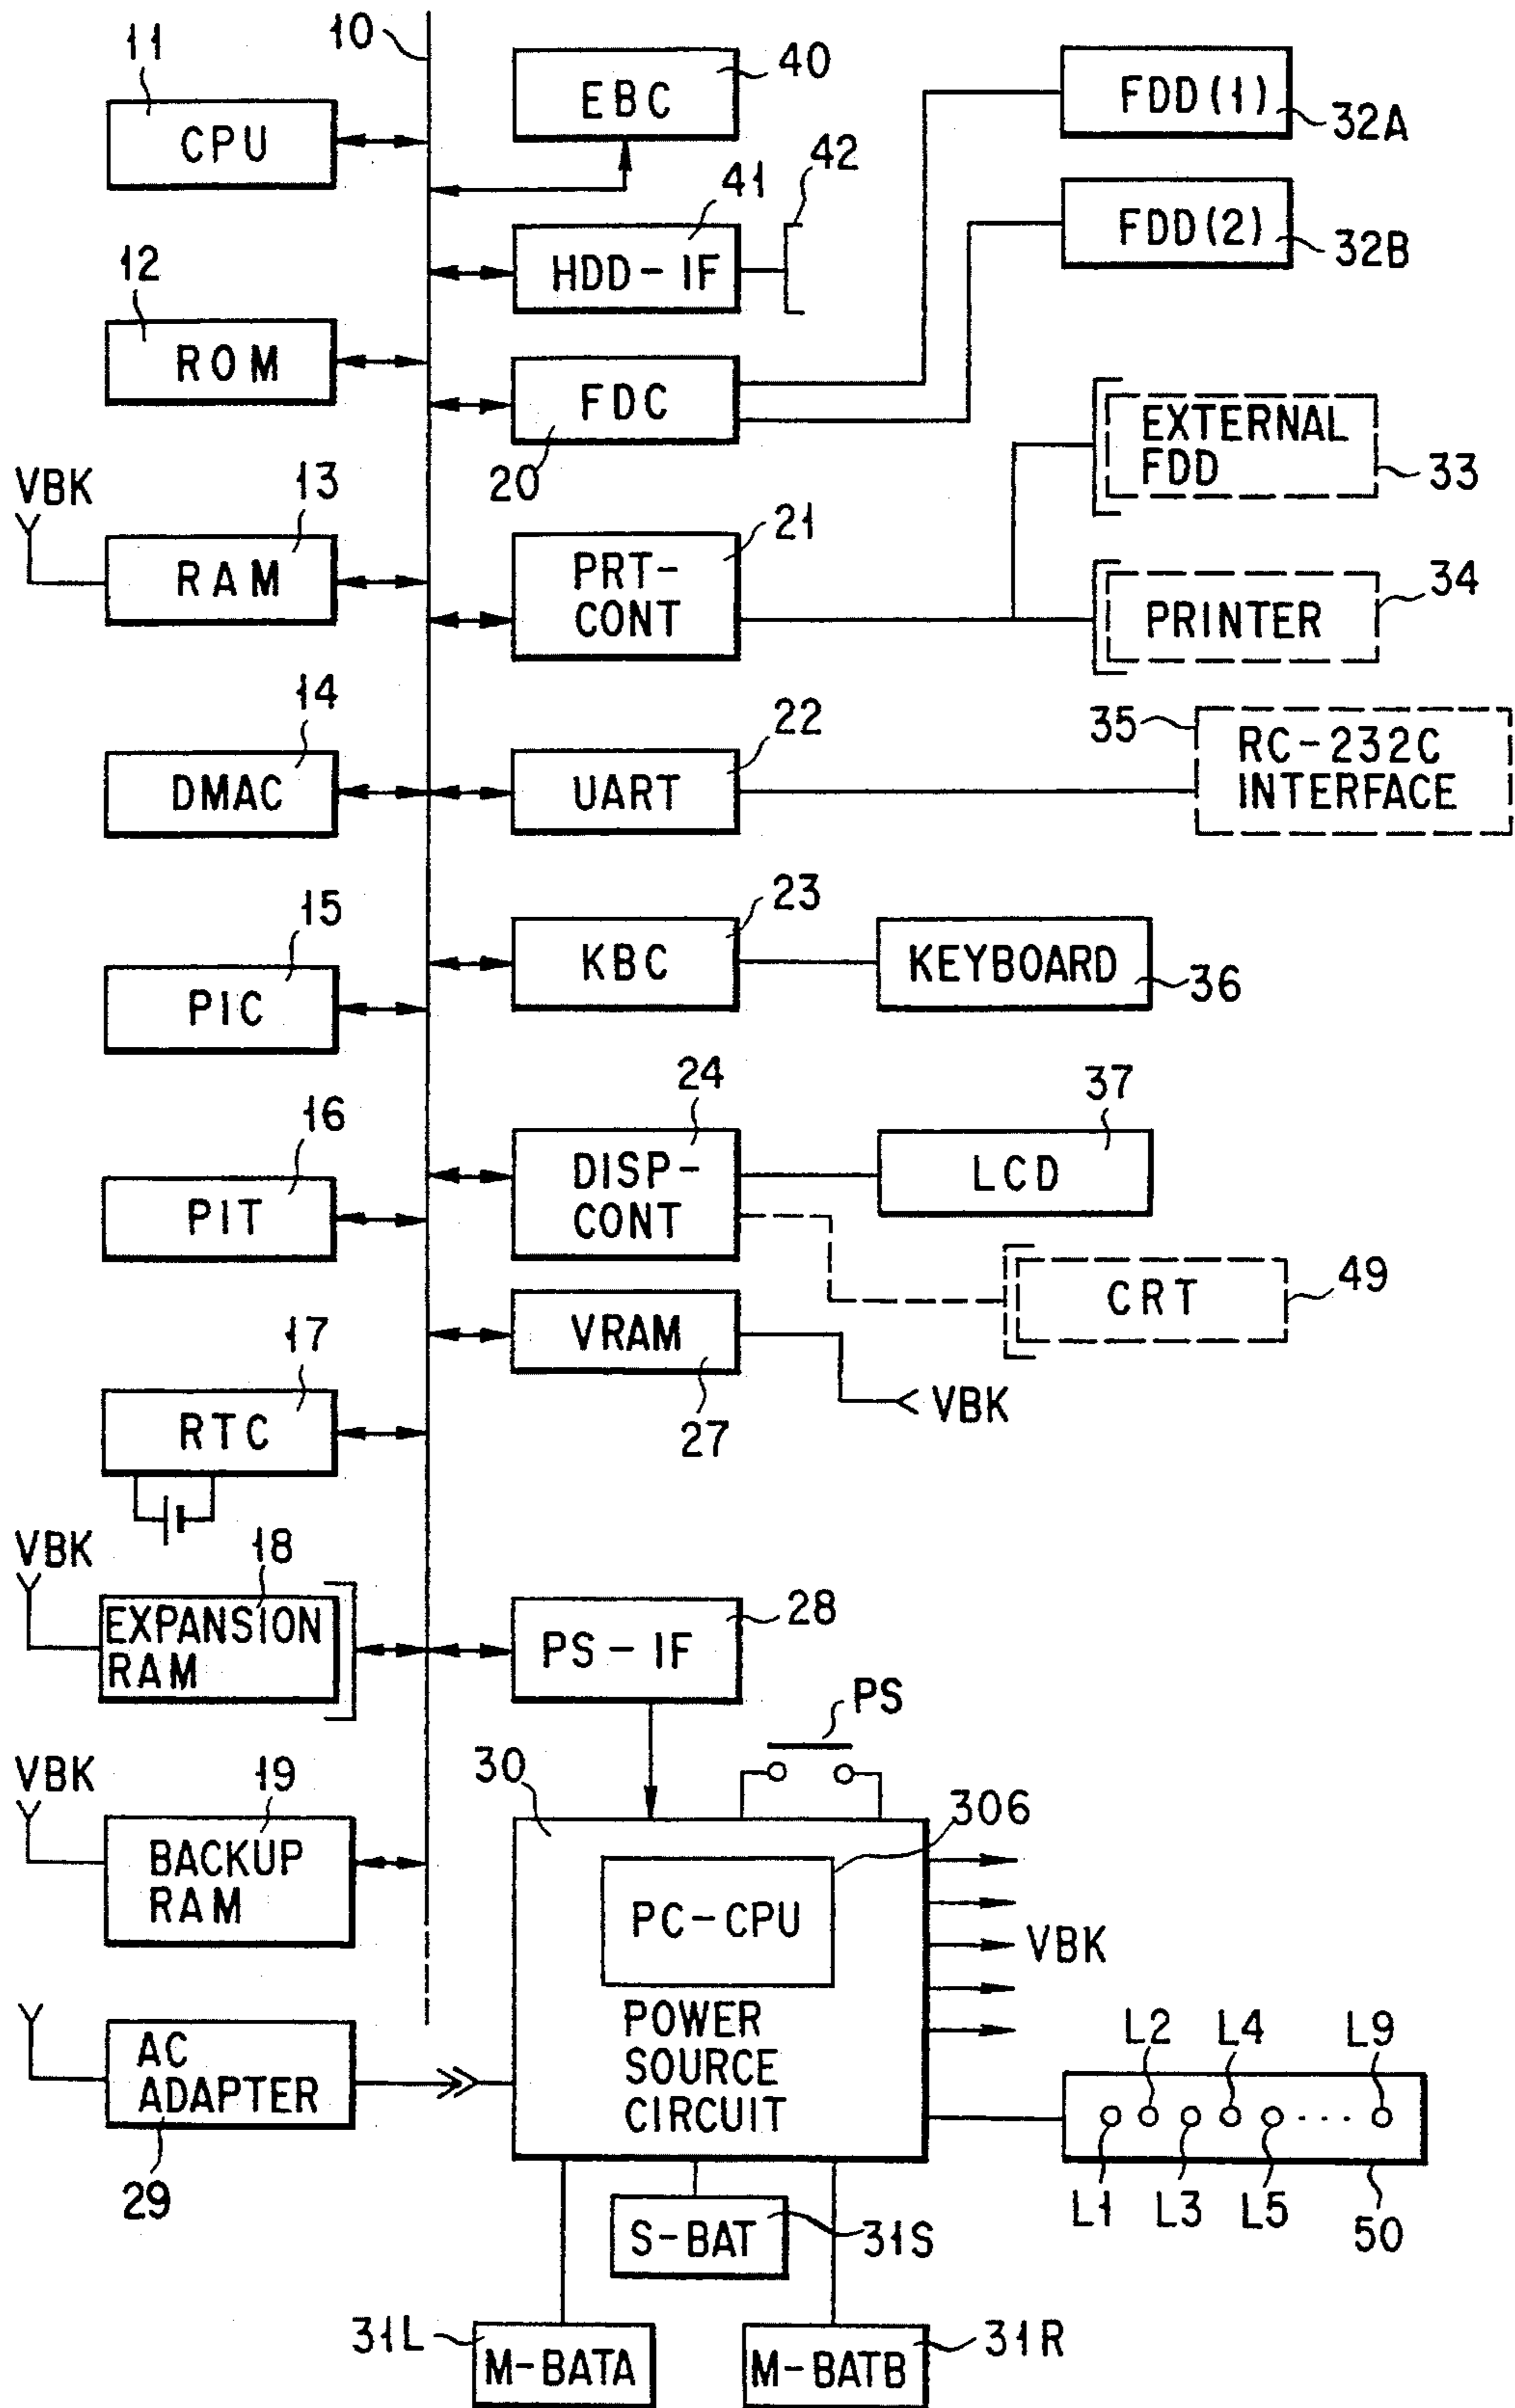 10
11
CPU
12
ROM
VBK
13
RAM
14
DMAC
15
PIC
16
PIT
17
RTC
VBK
18
EXPANSION
RAM
VBK
19
BACKUP
RAM
AC
ADAPTER
29
40
EBC
41
42
HDD-IF
FDC
20
21
PRT-
CONT
22
UART
23
KBC
24
DISP-
CONT
VRAM
27
VBK
28
PS-IF
PS
30
306
PC-CPU
POWER
SOURCE
CIRCUIT
VBK
S-BAT
31S
31L
M-BATA
31R
M-BATB
FDD(1)
32A
FDD(2)
32B
EXTERNAL
FDD
33
34
PRINTER
35
RC-232C
INTERFACE
KEYBOARD
36
37
LCD
CRT
49
L2
L4
L9
L1
L3
L5
50